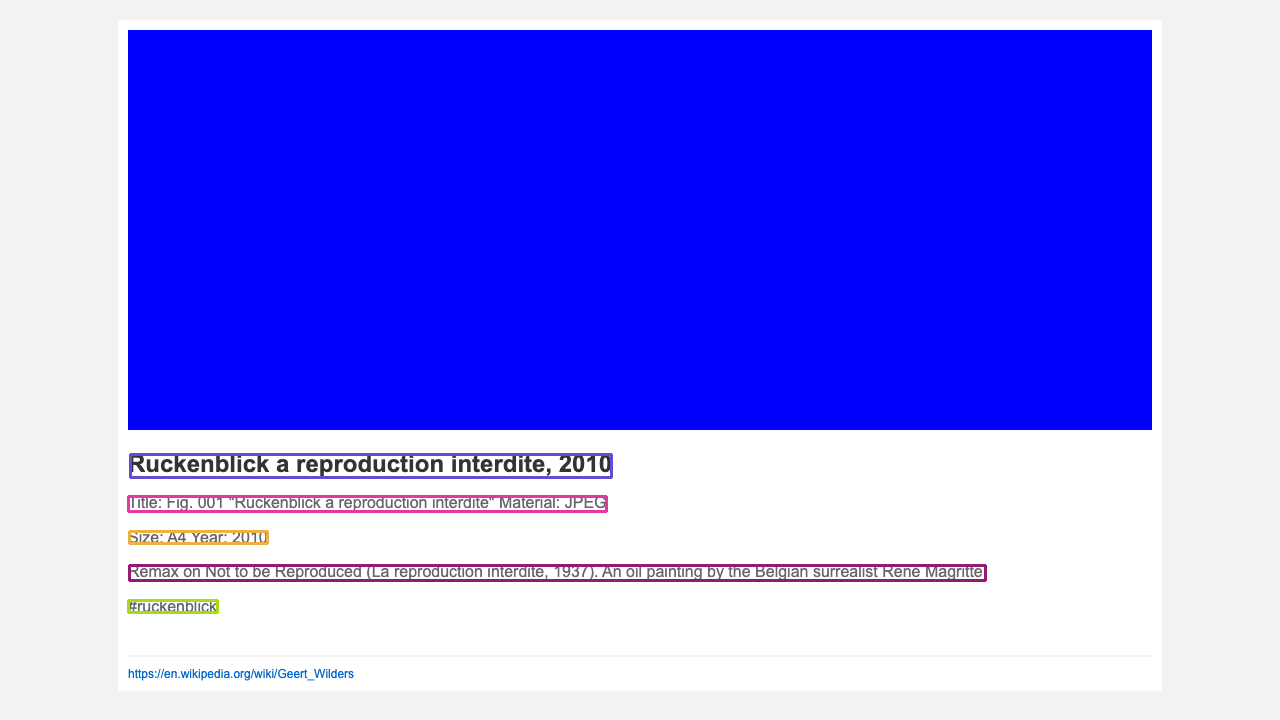 Ruckenblick a reproduction interdite, 2010
Title: Fig. 001 "Ruckenblick a reproduction interdite" Material: JPEG
Size: A4 Year: 2010
Remax on Not to be Reproduced (La reproduction interdite, 1937). An oil painting by the Belgian surrealist Rene Magritte.
#ruckenblick
https://en.wikipedia.org/wiki/Geert_Wilders